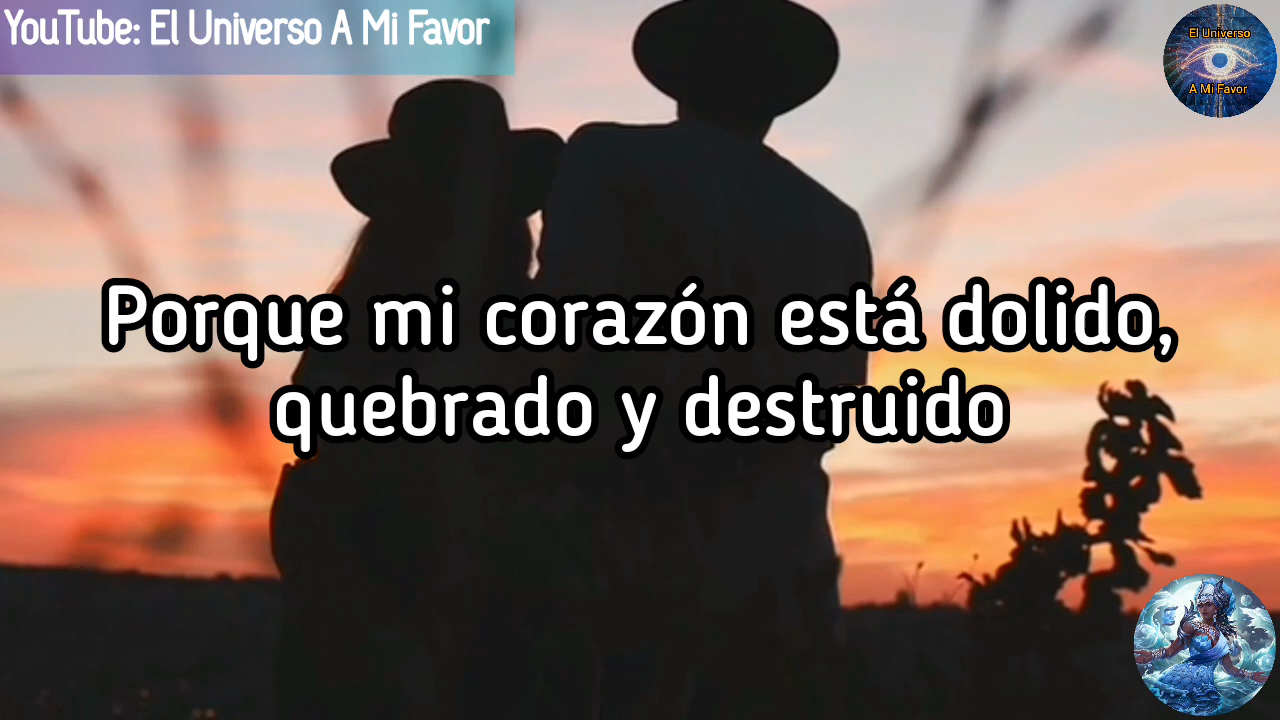 YouTube: El Universo A Mi Favor
El Universo
A Mi Favor
Porque mi corazón está dolido,
quebrado y destruido